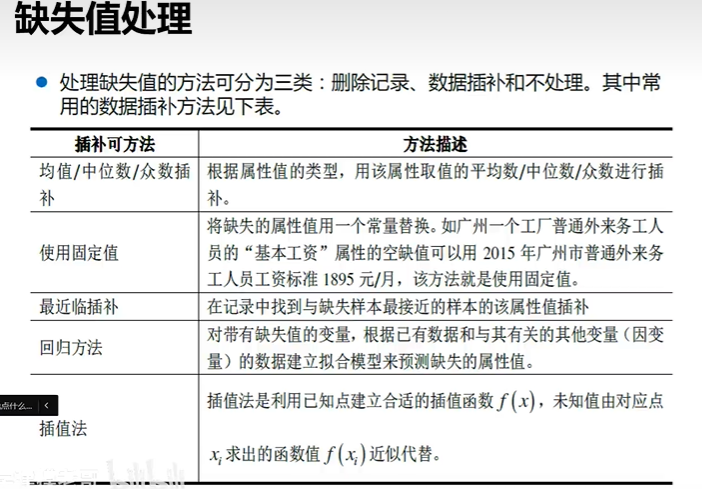 缺失值处理
处理缺失值的方法可分为三类：删除记录、数据插补和不处理。其中常
用的数据插补方法见下表。
插补可方法
方法描述
均值/中位数/众数插
补
根据属性值的类型，用该属性取值的平均数/中位数/众数进行插
补。
使用固定值
将缺失的属性值用一个常量替换。如广州一个工厂普通外来务工人
员的“基本工资”属性的空缺值可以用 2015 年广州市普通外来务
工人员工资标准 1895 元/月，该方法就是使用固定值。
最近临插补
在记录中找到与缺失样本最接近的样本的该属性值插补
回归方法
对带有缺失值的变量，根据已有数据和与其有关的其他变量（因变
量）的数据建立拟合模型来预测缺失的属性值。
点什么...
插值法
插值法是利用已知点建立合适的插值函数 f(x)，未知值由对应点
xi 求出的函数值 f(xi) 近似代替。